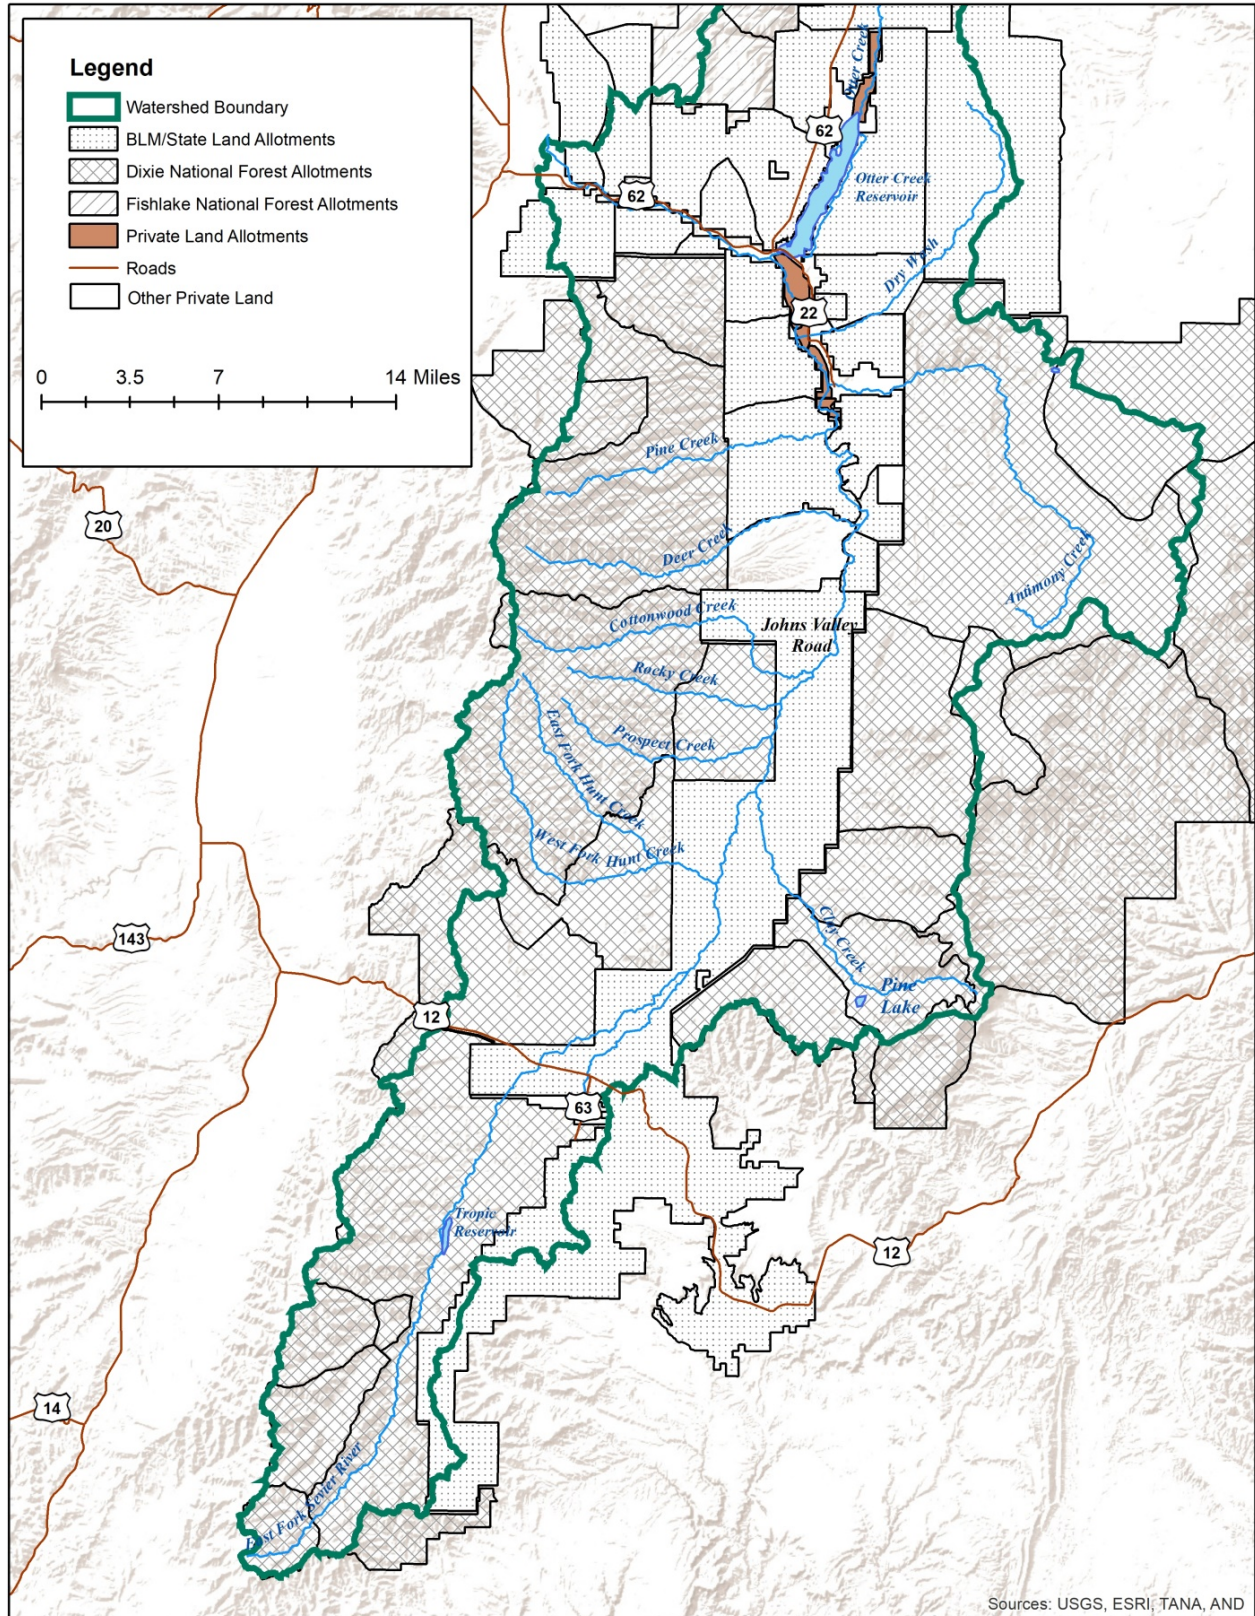 Legend
Watershed Boundary
BLM/State Land Allotments
Dixie National Forest Allotments
Fishlake National Forest Allotments
Private Land Allotments
Roads
Other Private Land
0 3.5 7 14 Miles
Otter Creek
62
Otter Creek
Reservoir
62
Dry Wash
22
Pine Creek
20
Deer Creek
Antimony Creek
Cottonwood Creek
Johns Valley
Road
Rocky Creek
Prospect Creek
East Fork Hunt Creek
West Fork Hunt Creek
143
Clay Creek
Pine
Lake
12
63
Tropic
Reservoir
12
14
East Fork Sevier River
Sources: USGS, ESRI, TANA, AND